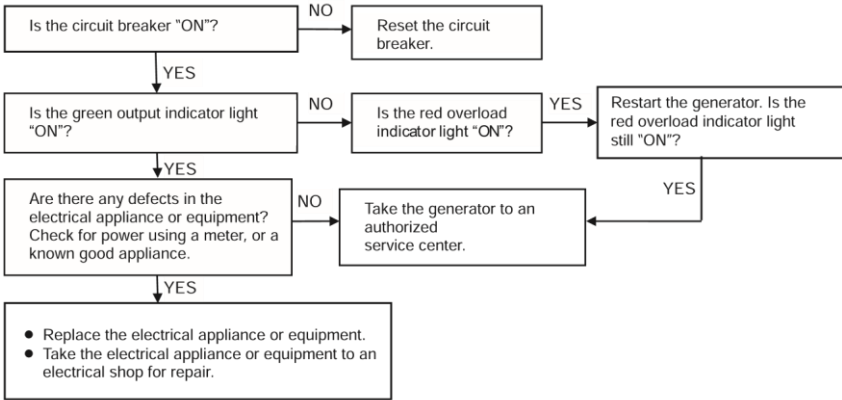 Is the circuit breaker “ON”?
NO
Reset the circuit
breaker.
YES
Is the green output indicator light
“ON”?
NO
Is the red overload
indicator light “ON”?
YES
Restart the generator. Is the
red overload indicator light
still “ON”?
YES
YES
Are there any defects in the
electrical appliance or equipment?
Check for power using a meter, or a
known good appliance.
NO
Take the generator to an
authorized
service center.
YES
● Replace the electrical appliance or equipment.
● Take the electrical appliance or equipment to an
electrical shop for repair.